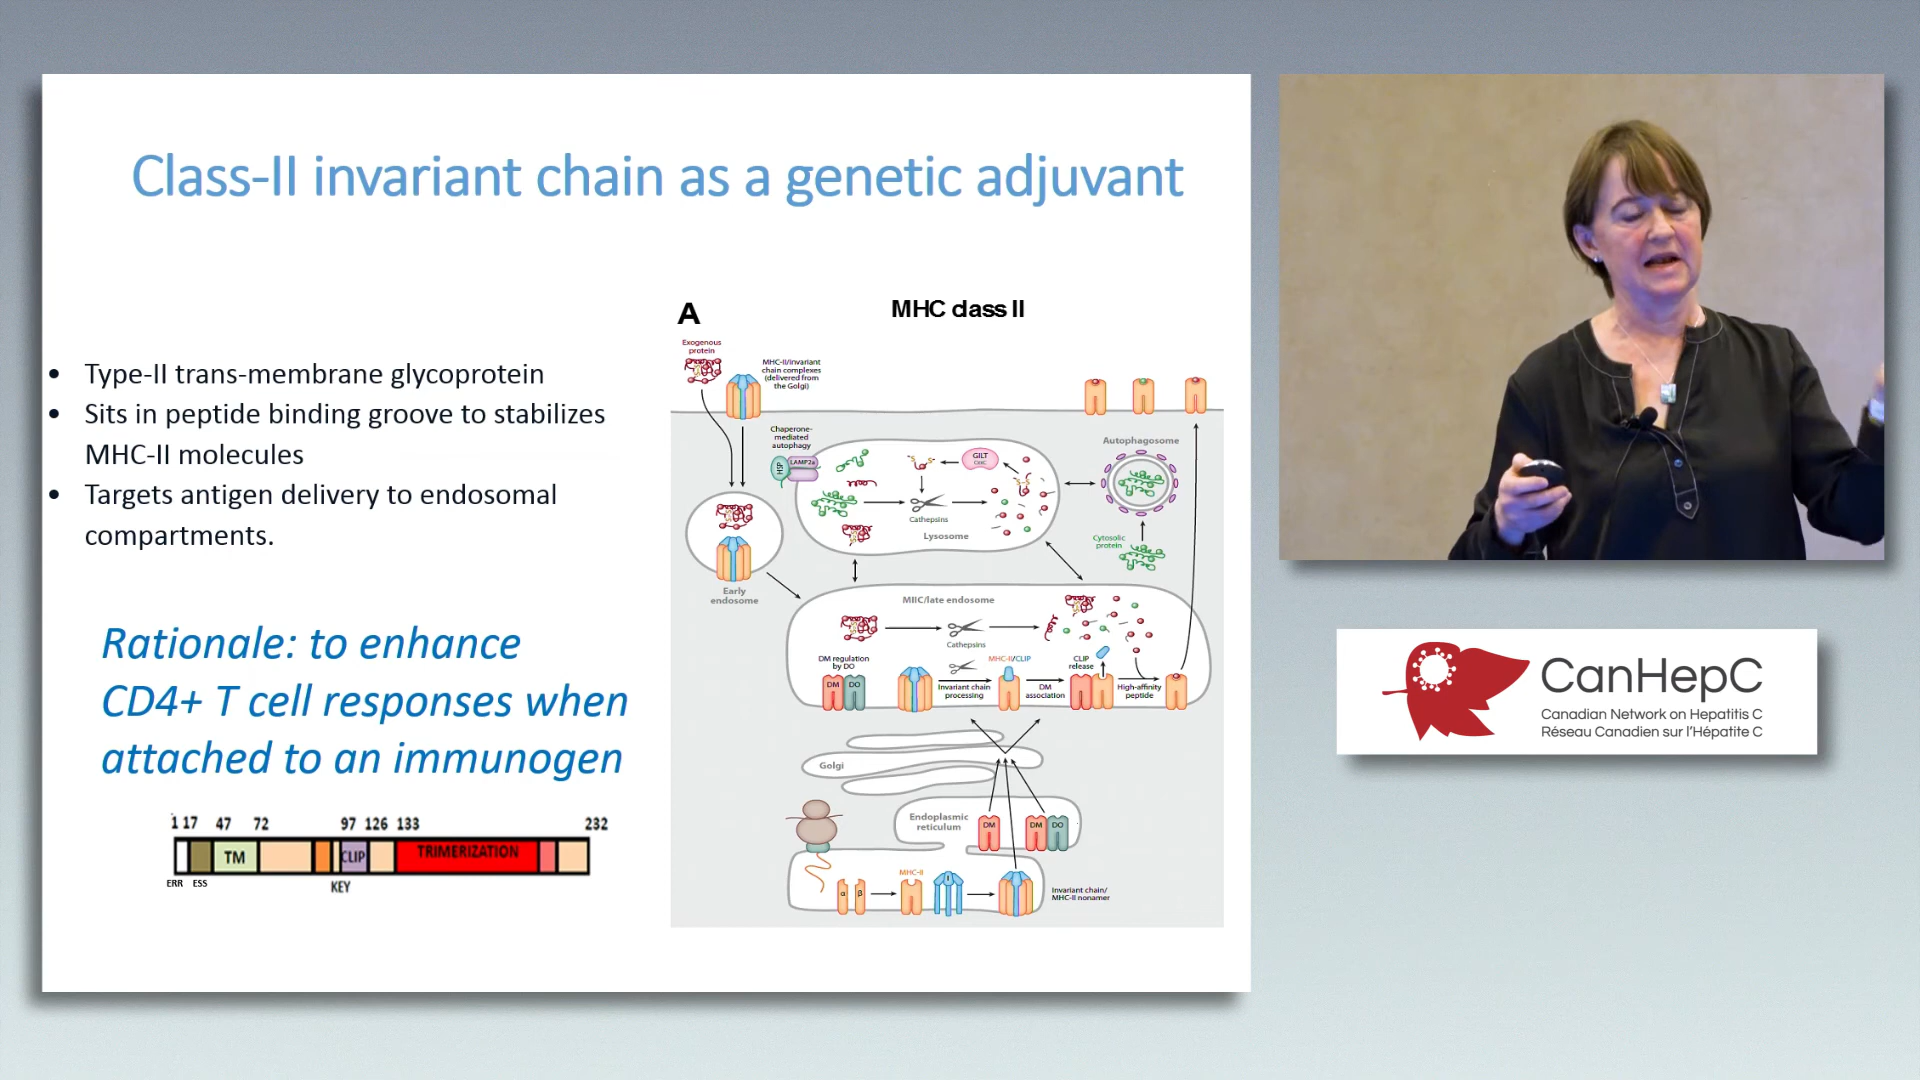 Class-II invariant chain as a genetic adjuvant
• Type-II trans-membrane glycoprotein
• Sits in peptide binding groove to stabilizes
MHC-II molecules
• Targets antigen delivery to endosomal
compartments.
Rationale: to enhance
CD4+ T cell responses when
attached to an immunogen
1 17 47 72 97 126 133 232
TM CLIP TRIMERIZATION
ERR ESS KEY
A MHC class II
Exogenous
protein
MHC-II/invariant
chain complexes
(delivered from
the Golgi)
Chaperone-
mediated
autophagy
HSP
LAMP2a
S S
GILT
Cys/C
S-S
Cathepsins
Lysosome
Autophagosome
Cytosolic
protein
Early
endosome
MIIC/late endosome
Cathepsins
DM regulation
by DO
DM DO
Invariant chain
processing
MHC-II/CLIP
DM
association
CLIP
release
High-affinity
peptide
Golgi
Endoplasmic
reticulum
DM DM DO
α β
MHC-II
I
Invariant chain/
MHC-II nonamer
CanHepC
Canadian Network on Hepatitis C
Réseau Canadien sur l'Hépatite C